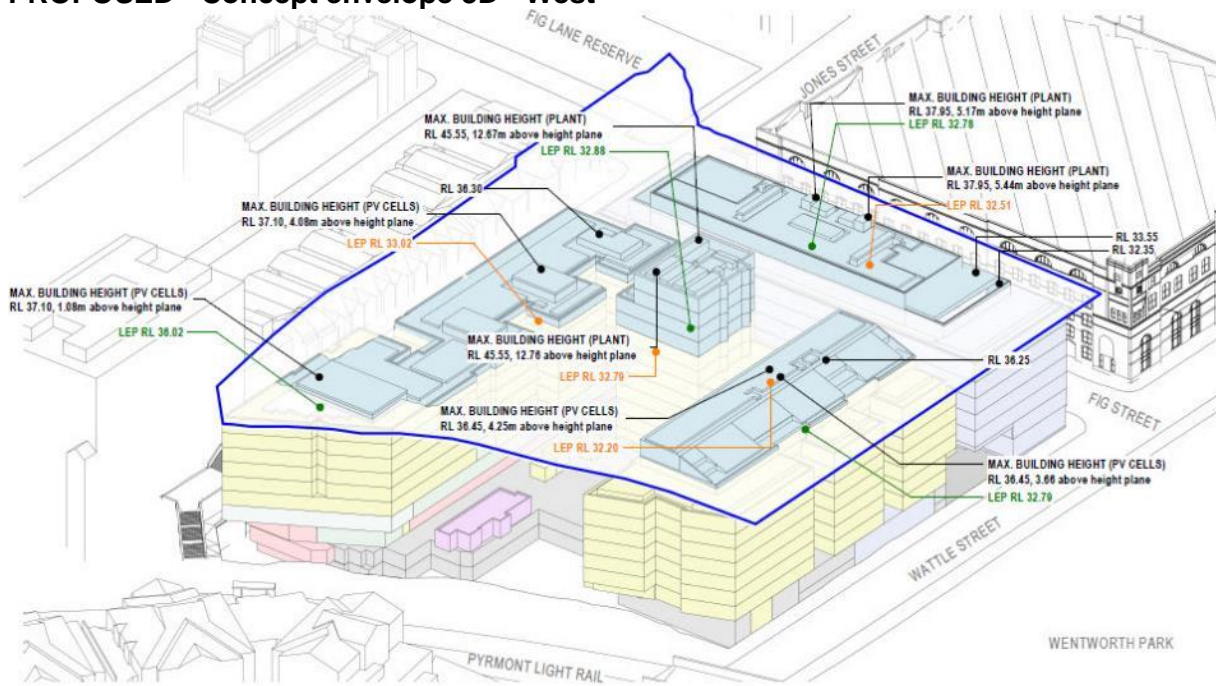 PROPOSED - Concept envelope 3D - West
FIG LANE RESERVE
JONES STREET
MAX. BUILDING HEIGHT (PLANT)
RL 37.95, 5.17m above height plane
LEP RL 32.78
MAX. BUILDING HEIGHT (PLANT)
RL 45.55, 12.67m above height plane
LEP RL 32.88
MAX. BUILDING HEIGHT (PLANT)
RL 37.95, 5.44m above height plane
LEP RL 32.51
RL 36.30
MAX. BUILDING HEIGHT (PV CELLS)
RL 37.10, 4.08m above height plane
LEP RL 33.02
RL 33.55
RL 32.35
MAX. BUILDING HEIGHT (PV CELLS)
RL 37.10, 1.08m above height plane
LEP RL 36.02
MAX. BUILDING HEIGHT (PLANT)
RL 45.55, 12.76 above height plane
LEP RL 32.79
RL 36.25
MAX. BUILDING HEIGHT (PV CELLS)
RL 36.45, 4.25m above height plane
LEP RL 32.20
FIG STREET
MAX. BUILDING HEIGHT (PV CELLS)
RL 36.45, 3.66 above height plane
LEP RL 32.79
WATTLE STREET
WENTWORTH PARK
PYRMONT LIGHT RAIL